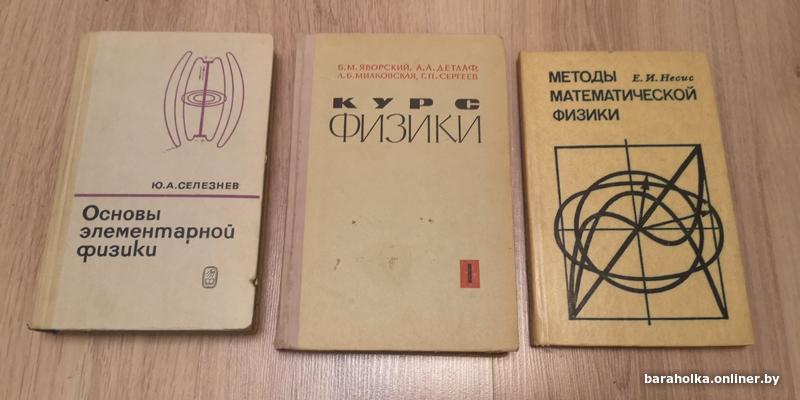 Ю.А.СЕЛЕЗНЕВ
Основы
элементарной
физики
Б.М.ЯВОРСКИЙ, А.А.ДЕТЛАФ,
Л.Б.МИЛКОВСКАЯ, Г.П.СЕРГЕЕВ
КУРС
ФИЗИКИ
I
МЕТОДЫ Е. И. Несис
МАТЕМАТИЧЕСКОЙ
ФИЗИКИ
baraholka.onliner.by